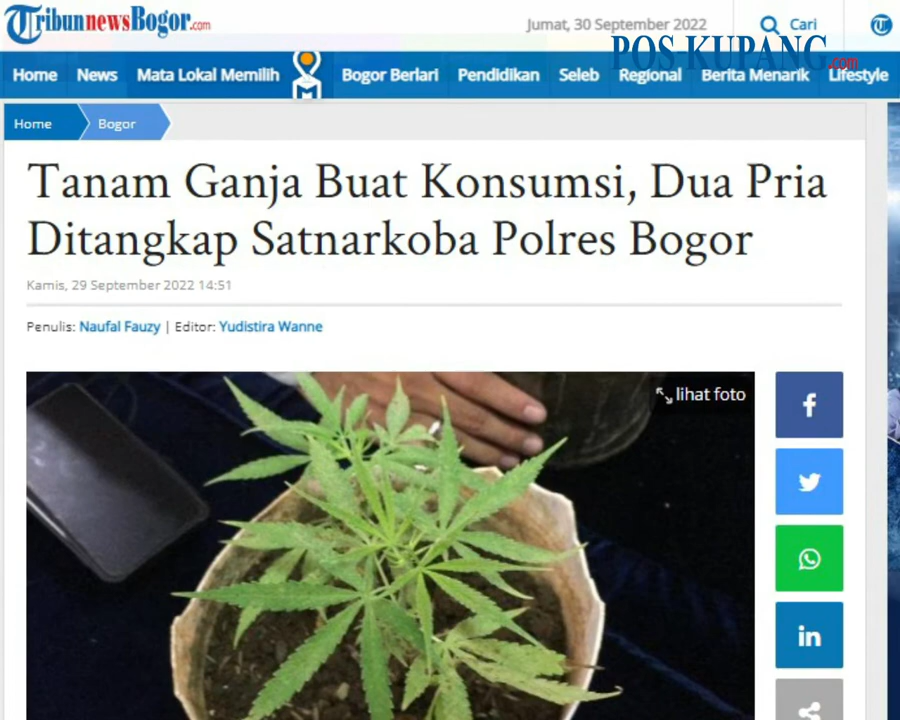 TribunnewsBogor.com
Jumat, 30 September 2022
Cari
POS-KUPANG.com
Home News Mata Lokal Memilih M Bogor Berlari Pendidikan Seleb Regional Berita Menarik Lifestyle
Home Bogor
Tanam Ganja Buat Konsumsi, Dua Pria
Ditangkap Satnarkoba Polres Bogor
Kamis, 29 September 2022 14:51
Penulis: Naufal Fauzy | Editor: Yudistira Wanne
lihat foto